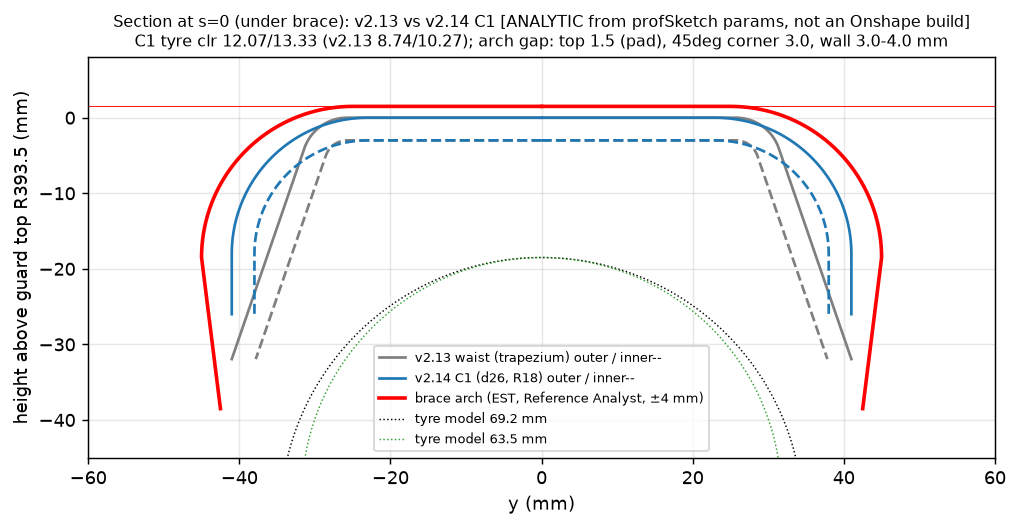 Section at s=0 (under brace): v2.13 vs v2.14 C1 [ANALYTIC from profSketch params, not an Onshape build]
C1 tyre clr 12.07/13.33 (v2.13 8.74/10.27); arch gap: top 1.5 (pad), 45deg corner 3.0, wall 3.0-4.0 mm
height above guard top R393.5 (mm)
0
−10
−20
−30
−40
v2.13 waist (trapezium) outer / inner--
v2.14 C1 (d26, R18) outer / inner--
brace arch (EST, Reference Analyst, ±4 mm)
tyre model 69.2 mm
tyre model 63.5 mm
−60
−40
−20
0
20
40
60
y (mm)